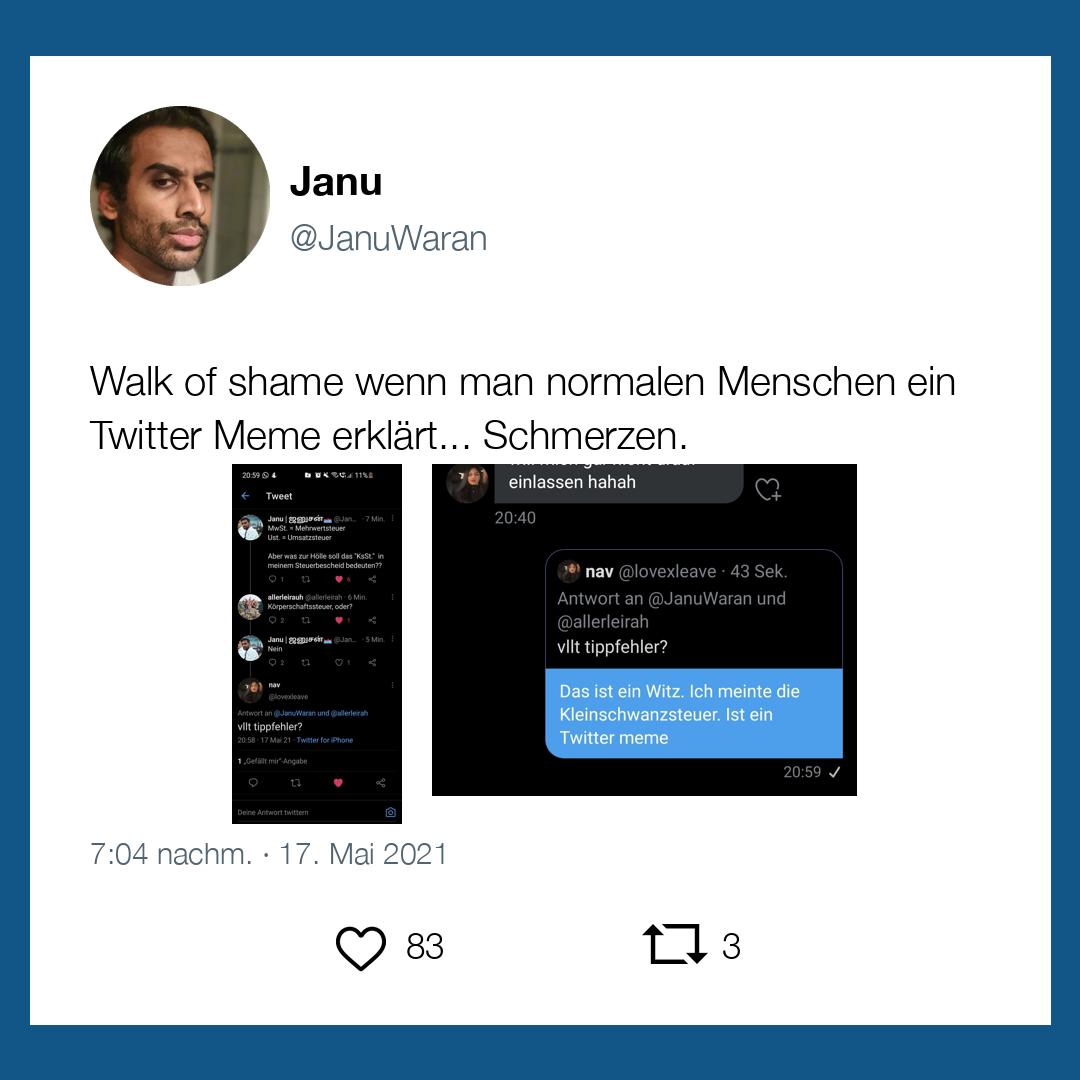 Janu
@JanuWaran
Walk of shame wenn man normalen Menschen ein
Twitter Meme erklärt... Schmerzen.
20:59
11%
Tweet
Janu | ஜனுசன் @Jan... · 7 Min.
MwSt. = Mehrwertsteuer
Ust. = Umsatzsteuer
Aber was zur Hölle soll das "KsSt." in
meinem Steuerbescheid bedeuten??
1 6
allerleirauh @allerleirah · 6 Min.
Körperschaftssteuer, oder?
2 1
Janu | ஜனுசன் @Jan... · 5 Min.
Nein
2 1
nav
@lovexleave
Antwort an @JanuWaran und @allerleirah
vllt tippfehler?
20:58 · 17 Mai 21 · Twitter for iPhone
1 „Gefällt mir"-Angabe
Deine Antwort twittern
einlassen hahah
20:40
nav @lovexleave · 43 Sek.
Antwort an @JanuWaran und
@allerleirah
vllt tippfehler?
Das ist ein Witz. Ich meinte die
Kleinschwanzsteuer. Ist ein
Twitter meme
20:59
7:04 nachm. · 17. Mai 2021
83 3